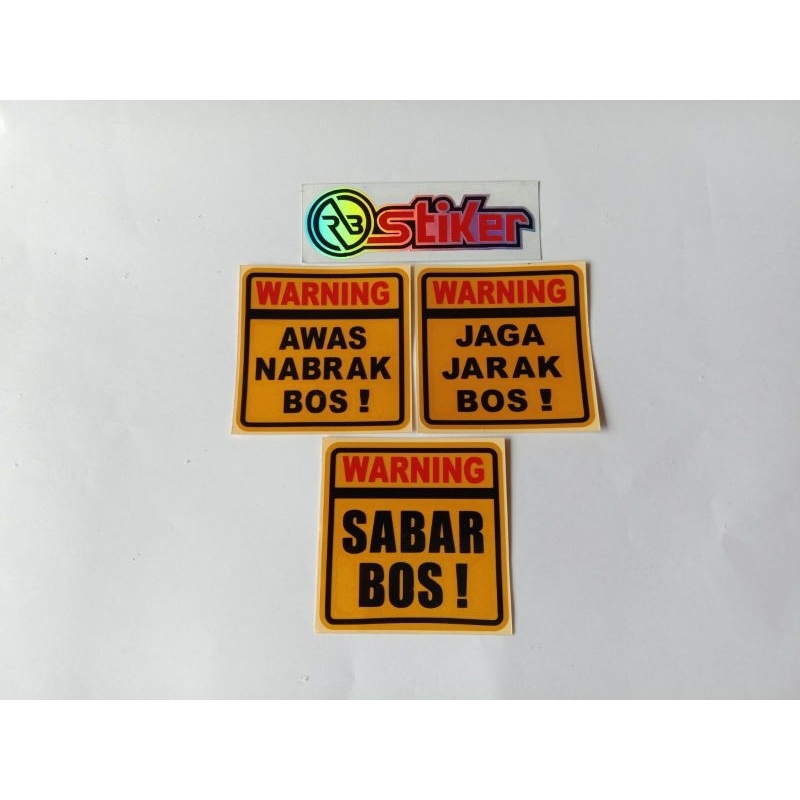 RB stiker
WARNING
AWAS
NABRAK
BOS !
WARNING
JAGA
JARAK
BOS !
WARNING
SABAR
BOS !